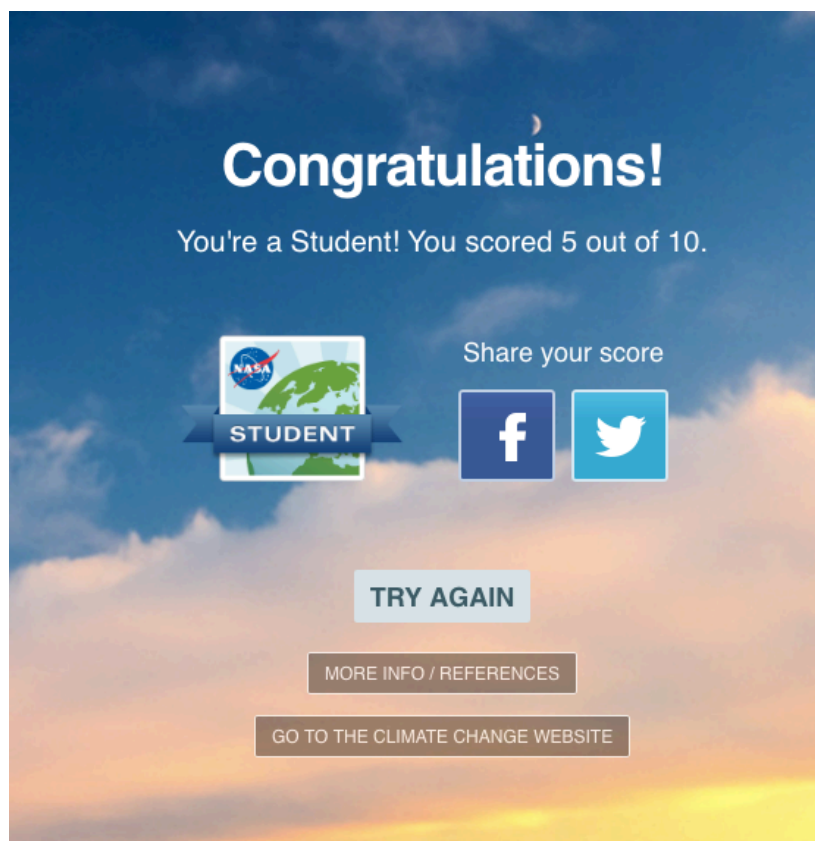 Congratulations!
You're a Student! You scored 5 out of 10.
NASA
STUDENT
Share your score
f
TRY AGAIN
MORE INFO / REFERENCES
GO TO THE CLIMATE CHANGE WEBSITE